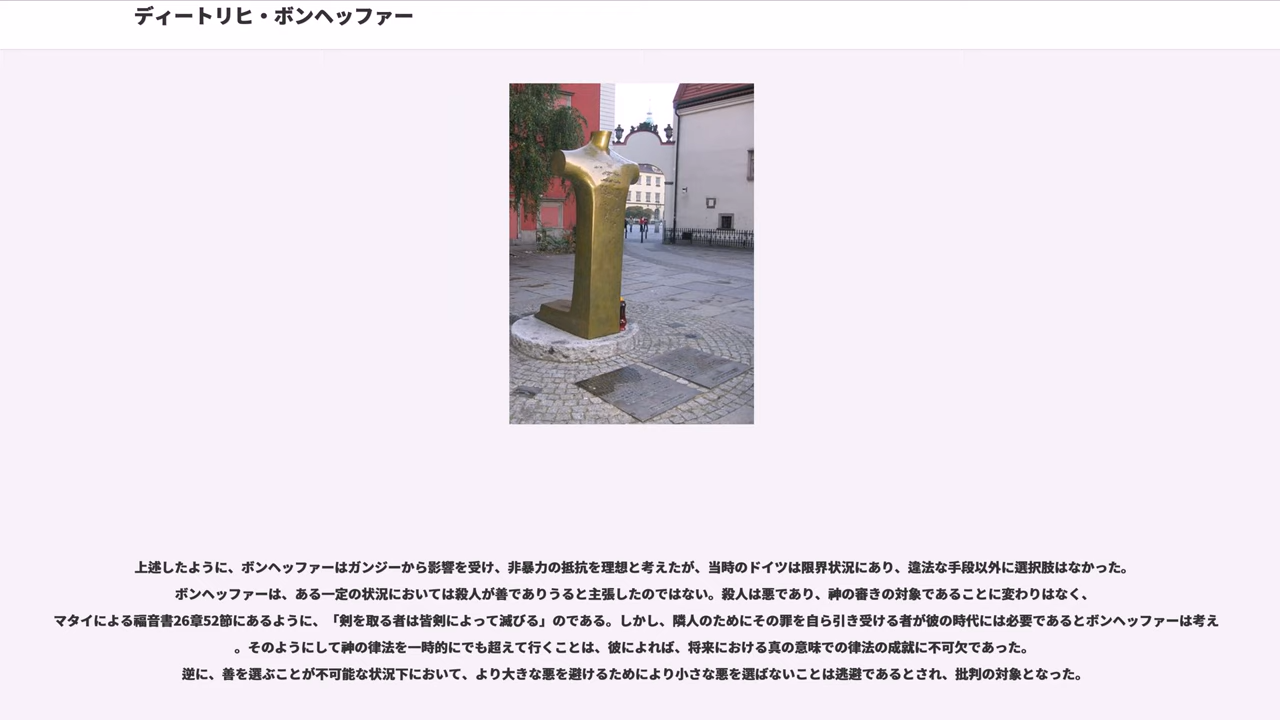 ディートリヒ・ボンヘッファー
上述したように、ボンヘッファーはガンジーから影響を受け、非暴力の抵抗を理想と考えたが、当時のドイツは限界状況にあり、違法な手段以外に選択肢はなかった。
ボンヘッファーは、ある一定の状況においては殺人が善でありうると主張したのではない。殺人は悪であり、神の審きの対象であることに変わりはなく、
マタイによる福音書26章52節にあるように、「剣を取る者は皆剣によって滅びる」のである。しかし、隣人のためにその罪を自ら引き受ける者が彼の時代には必要であるとボンヘッファーは考え
。そのようにして神の律法を一時的にでも超えて行くことは、彼によれば、将来における真の意味での律法の成就に不可欠であった。
逆に、善を選ぶことが不可能な状況下において、より大きな悪を避けるためにより小さな悪を選ばないことは逃避であるとされ、批判の対象となった。